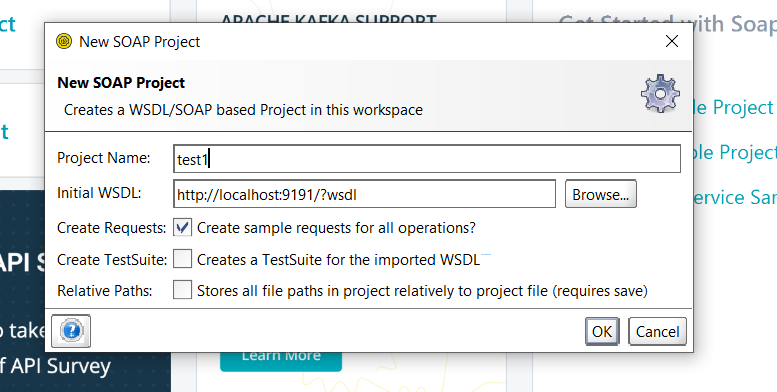 ct
APACHE KAFKA SUPPORT
Get Started with Soap
New SOAP Project
New SOAP Project
Creates a WSDL/SOAP based Project in this workspace
le Project
Project Name: test1
t
ole Project
Initial WSDL: http://localhost:9191/?wsdl Browse...
ervice Sar
Create Requests: Create sample requests for all operations?
API S
Create TestSuite: Creates a TestSuite for the imported WSDL
Relative Paths: Stores all file paths in project relatively to project file (requires save)
o take
OK Cancel
Learn More
f API Survey